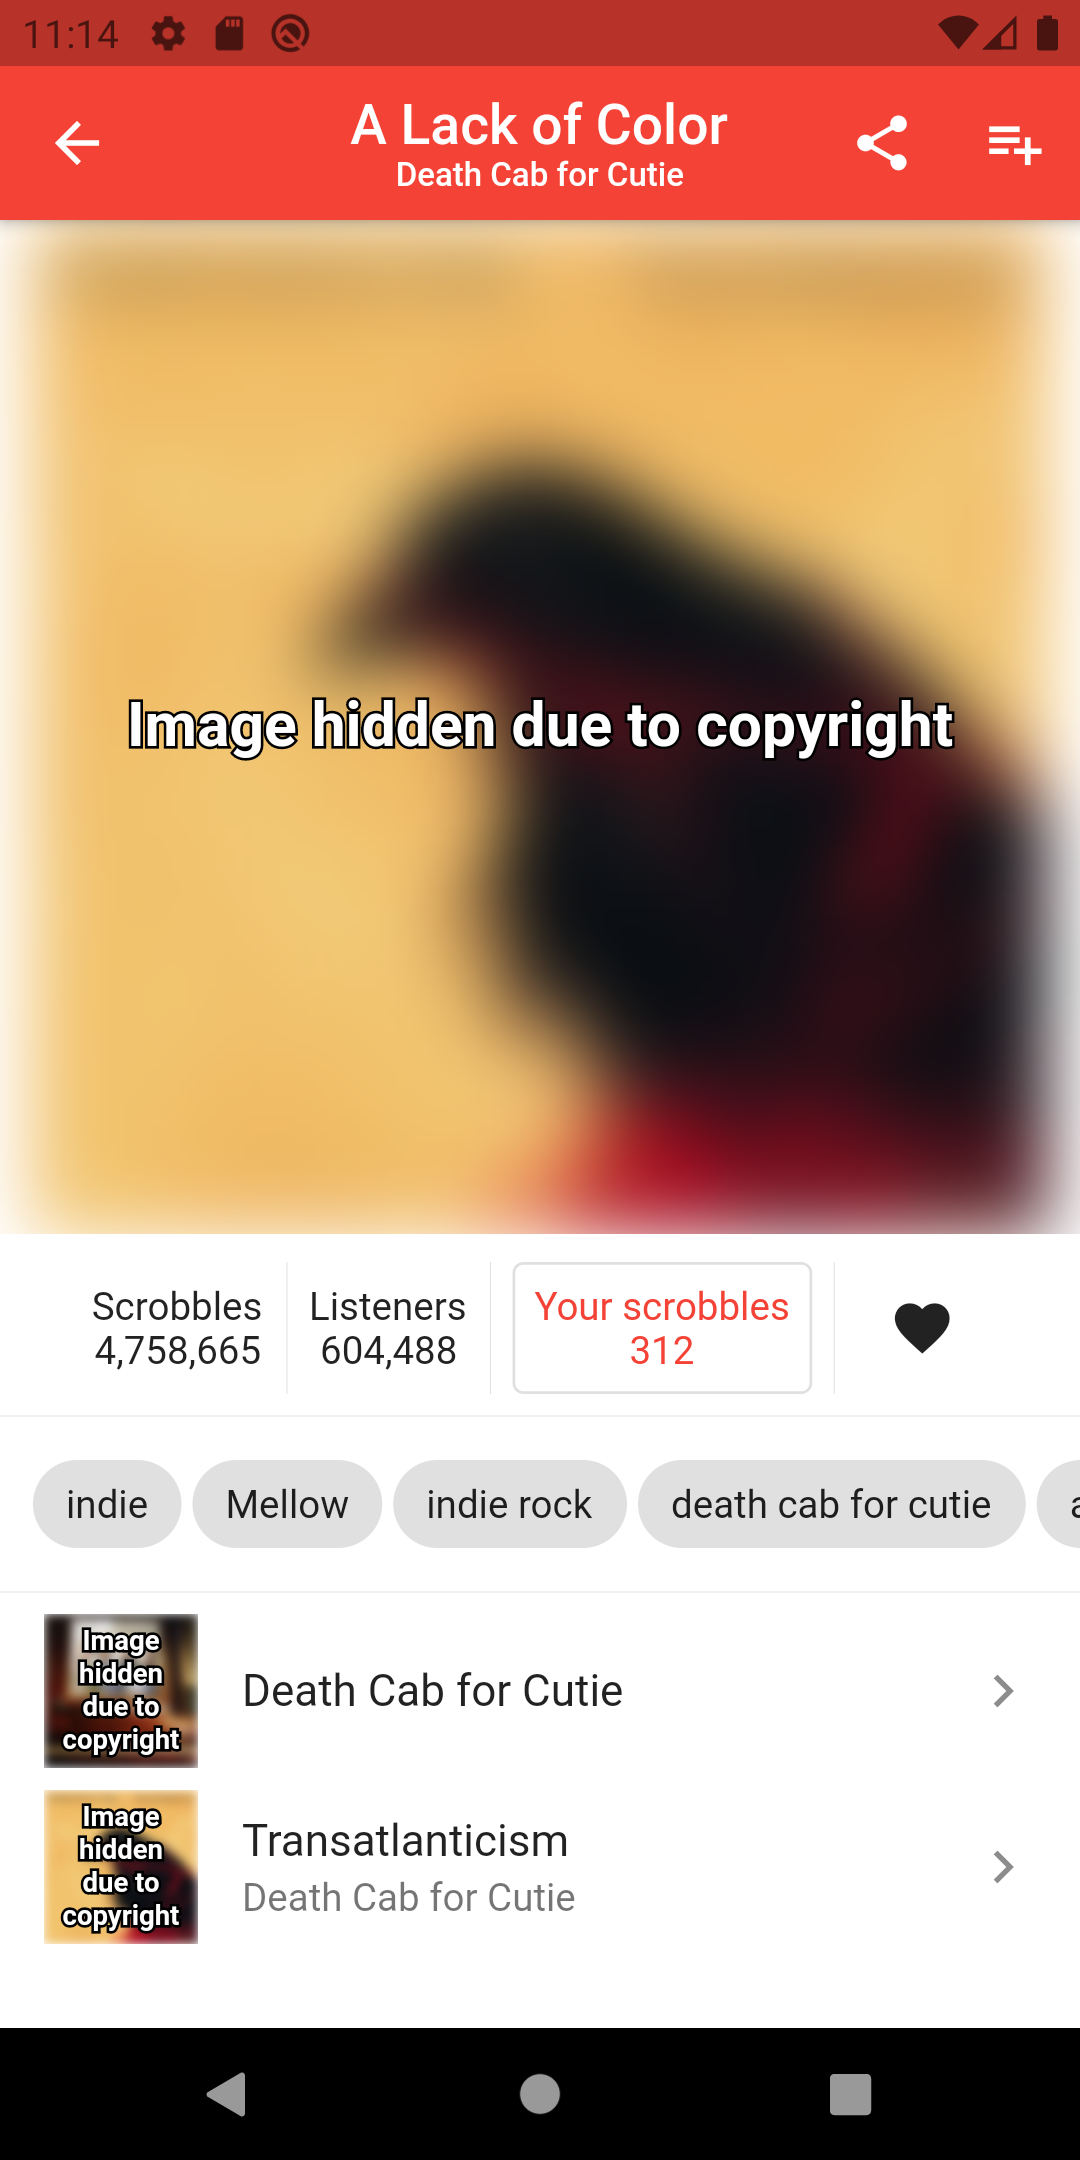 11:14
A Lack of Color
Death Cab for Cutie
Image hidden due to copyright
Scrobbles
4,758,665
Listeners
604,488
Your scrobbles
312
indie
Mellow
indie rock
death cab for cutie
Image
hidden
due to
copyright
Death Cab for Cutie
Image
hidden
due to
copyright
Transatlanticism
Death Cab for Cutie